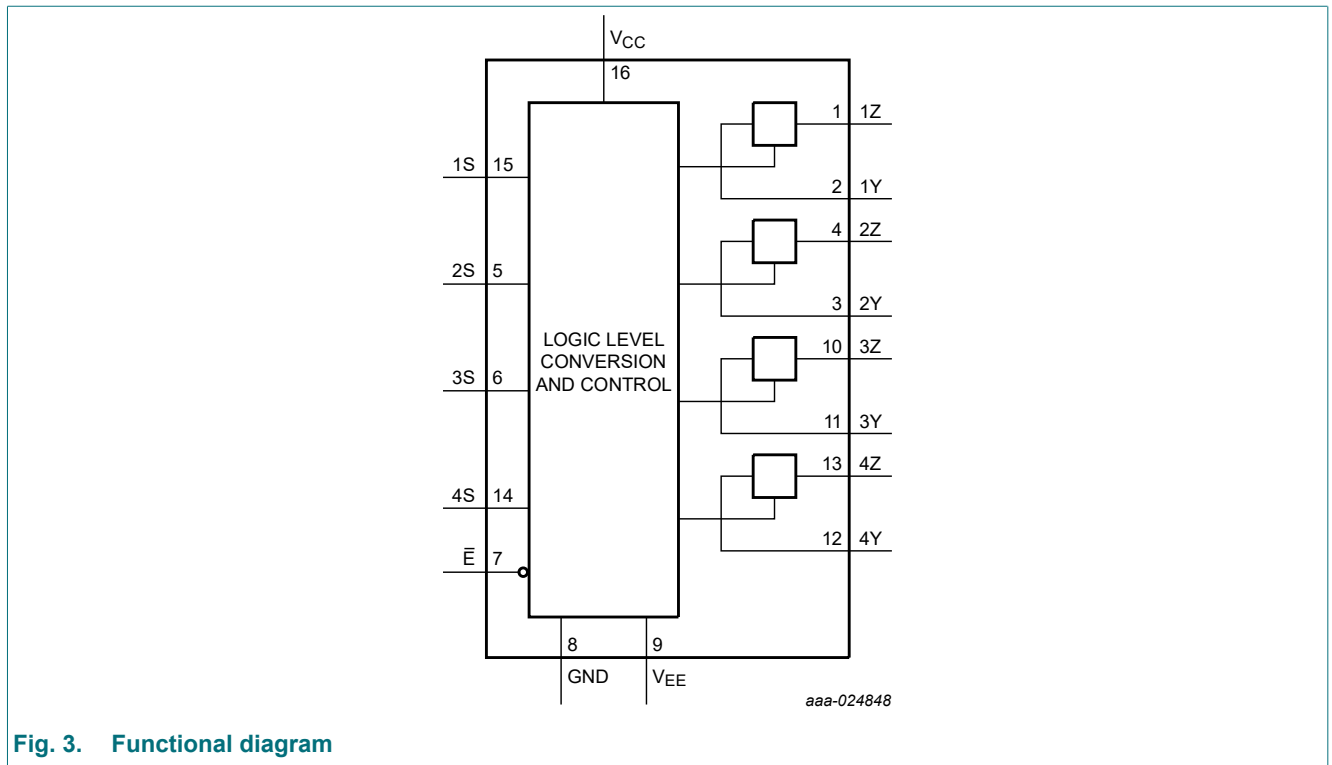 VCC
16
1 1Z
1S 15
2 1Y
4 2Z
2S 5
3 2Y
LOGIC LEVEL
CONVERSION
AND CONTROL
10 3Z
3S 6
11 3Y
13 4Z
4S 14
12 4Y
E̅ 7
8 9
GND VEE
aaa-024848
Fig. 3. Functional diagram